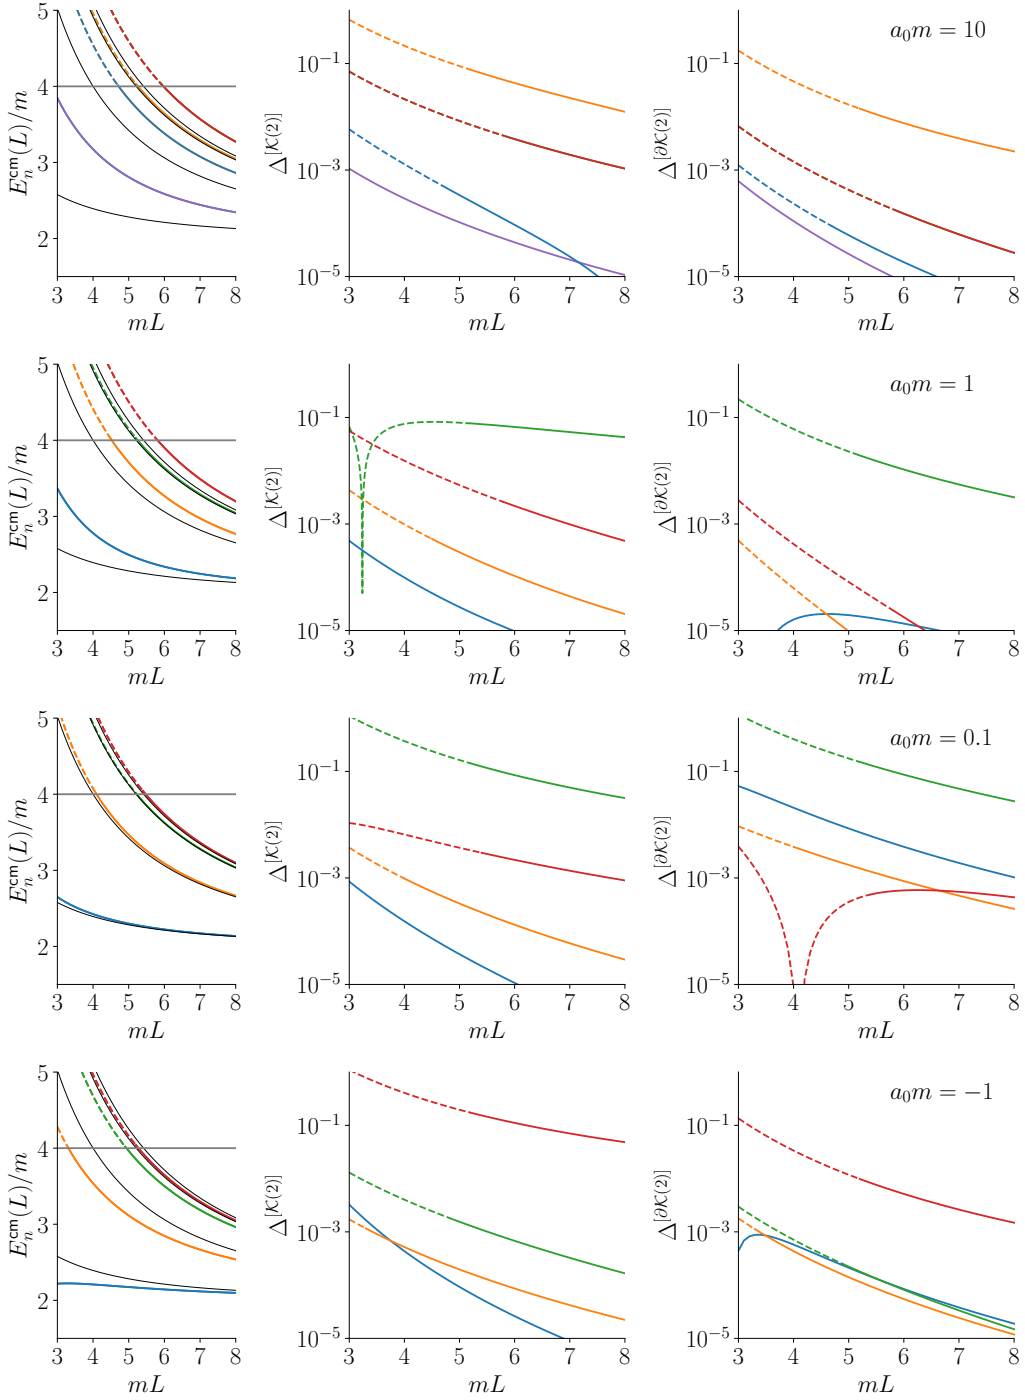 5
4
3
2
E_n^cm(L)/m
3 4 5 6 7 8
mL
10^−1
10^−3
10^−5
Δ^[𝒦(2)]
3 4 5 6 7 8
mL
a_0m = 10
10^−1
10^−3
10^−5
Δ^[∂𝒦(2)]
3 4 5 6 7 8
mL
5
4
3
2
E_n^cm(L)/m
3 4 5 6 7 8
mL
10^−1
10^−3
10^−5
Δ^[𝒦(2)]
3 4 5 6 7 8
mL
a_0m = 1
10^−1
10^−3
10^−5
Δ^[∂𝒦(2)]
3 4 5 6 7 8
mL
5
4
3
2
E_n^cm(L)/m
3 4 5 6 7 8
mL
10^−1
10^−3
10^−5
Δ^[𝒦(2)]
3 4 5 6 7 8
mL
a_0m = 0.1
10^−1
10^−3
10^−5
Δ^[∂𝒦(2)]
3 4 5 6 7 8
mL
5
4
3
2
E_n^cm(L)/m
3 4 5 6 7 8
mL
10^−1
10^−3
10^−5
Δ^[𝒦(2)]
3 4 5 6 7 8
mL
a_0m = −1
10^−1
10^−3
10^−5
Δ^[∂𝒦(2)]
3 4 5 6 7 8
mL